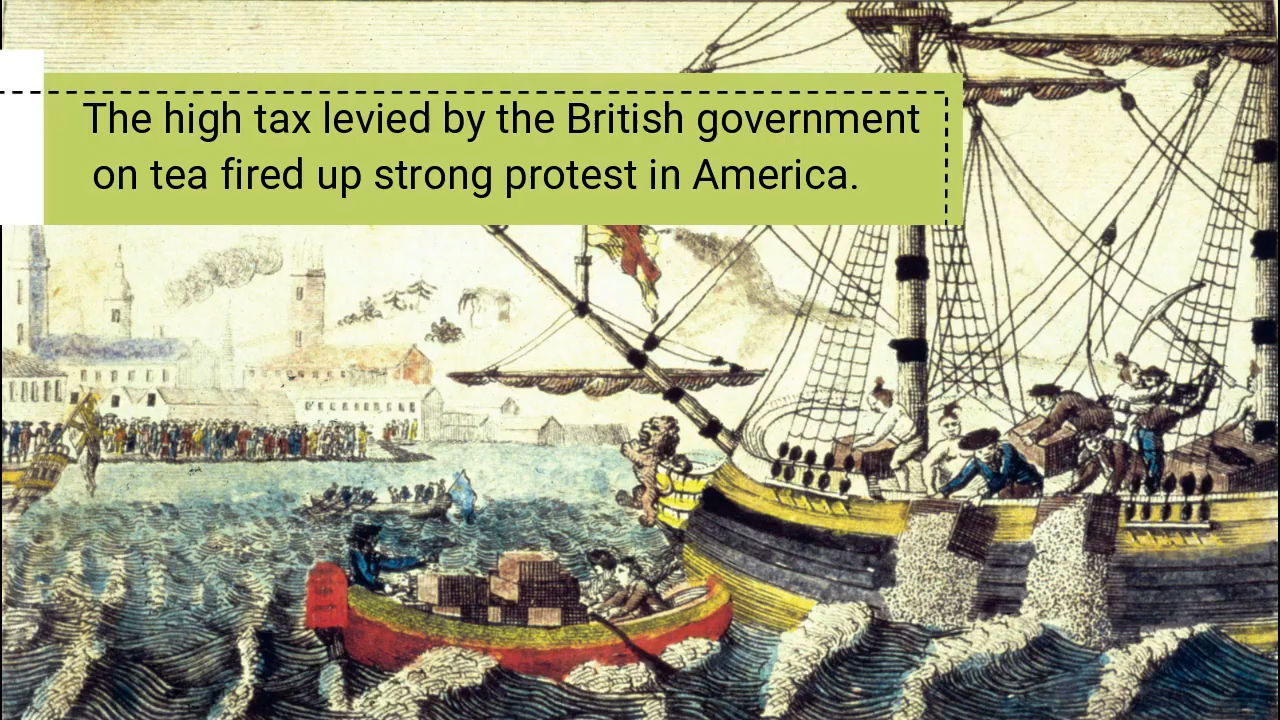 The high tax levied by the British government
on tea fired up strong protest in America.